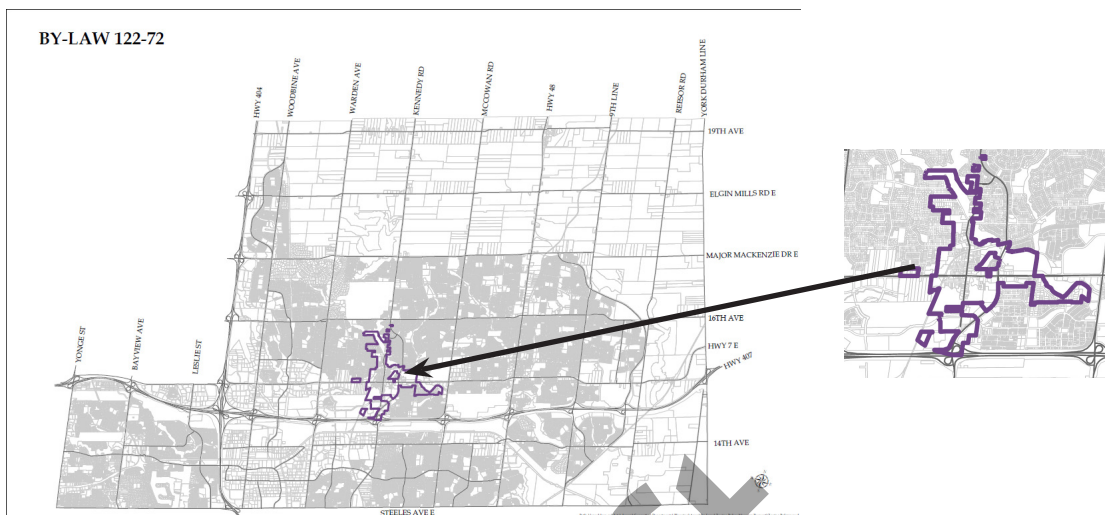 BY-LAW 122-72
HWY 404
WOODBINE AVE
WARDEN AVE
KENNEDY RD
MCCOWAN RD
HWY 48
9TH LINE
REESOR RD
YORK DURHAM LINE
19TH AVE
ELGIN MILLS RD E
MAJOR MACKENZIE DR E
16TH AVE
HWY 7 E
HWY 407
YONGE ST
BAYVIEW AVE
LESLIE ST
14TH AVE
STEELES AVE E